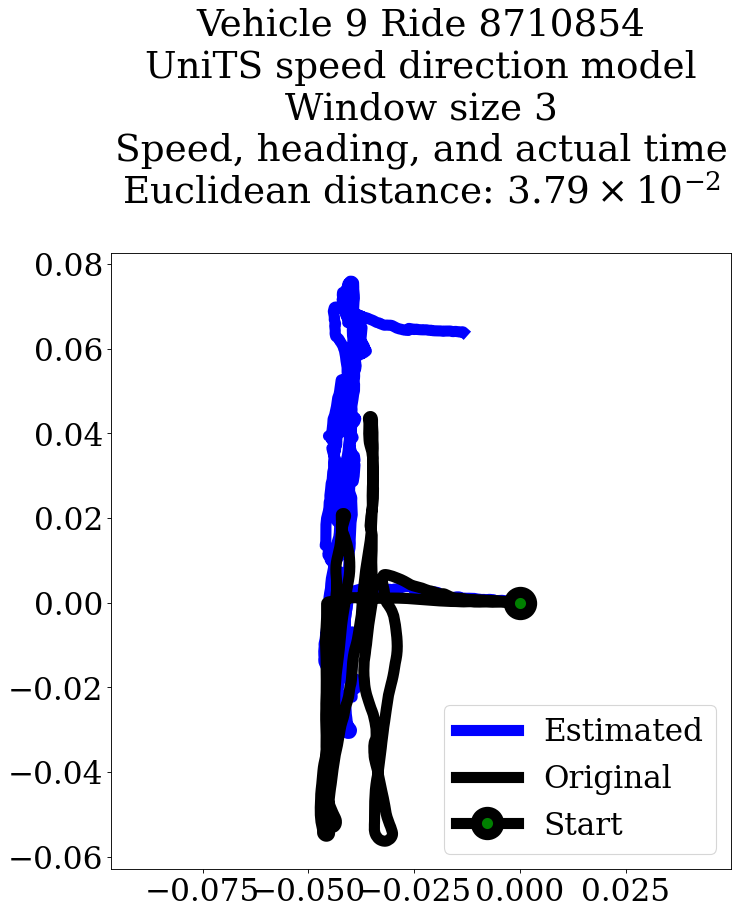 Vehicle 9 Ride 8710854
UniTS speed direction model
Window size 3
Speed, heading, and actual time
Euclidean distance: 3.79 × 10⁻²
0.08
0.06
0.04
0.02
0.00
−0.02
−0.04
−0.06
Estimated
Original
Start
−0.075 −0.050 −0.025 0.000 0.025